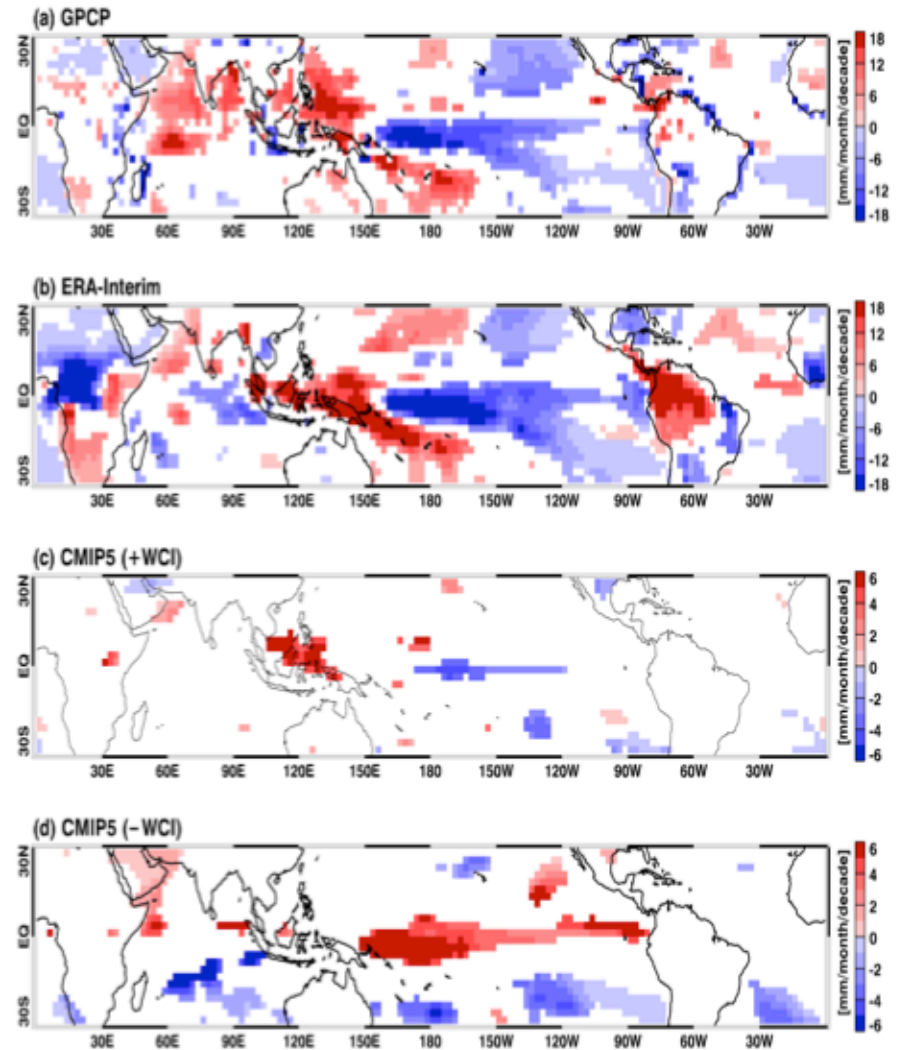 (a) GPCP
30N
EQ
30S
30E 60E 90E 120E 150E 180 150W 120W 90W 60W 30W
18
12
6
0
-6
-12
-18
[mm/month/decade]
(b) ERA-Interim
30N
EQ
30S
30E 60E 90E 120E 150E 180 150W 120W 90W 60W 30W
18
12
6
0
-6
-12
-18
[mm/month/decade]
(c) CMIP5 (+WCI)
30N
EQ
30S
30E 60E 90E 120E 150E 180 150W 120W 90W 60W 30W
6
4
2
0
-2
-4
-6
[mm/month/decade]
(d) CMIP5 (−WCI)
30N
EQ
30S
30E 60E 90E 120E 150E 180 150W 120W 90W 60W 30W
6
4
2
0
-2
-4
-6
[mm/month/decade]